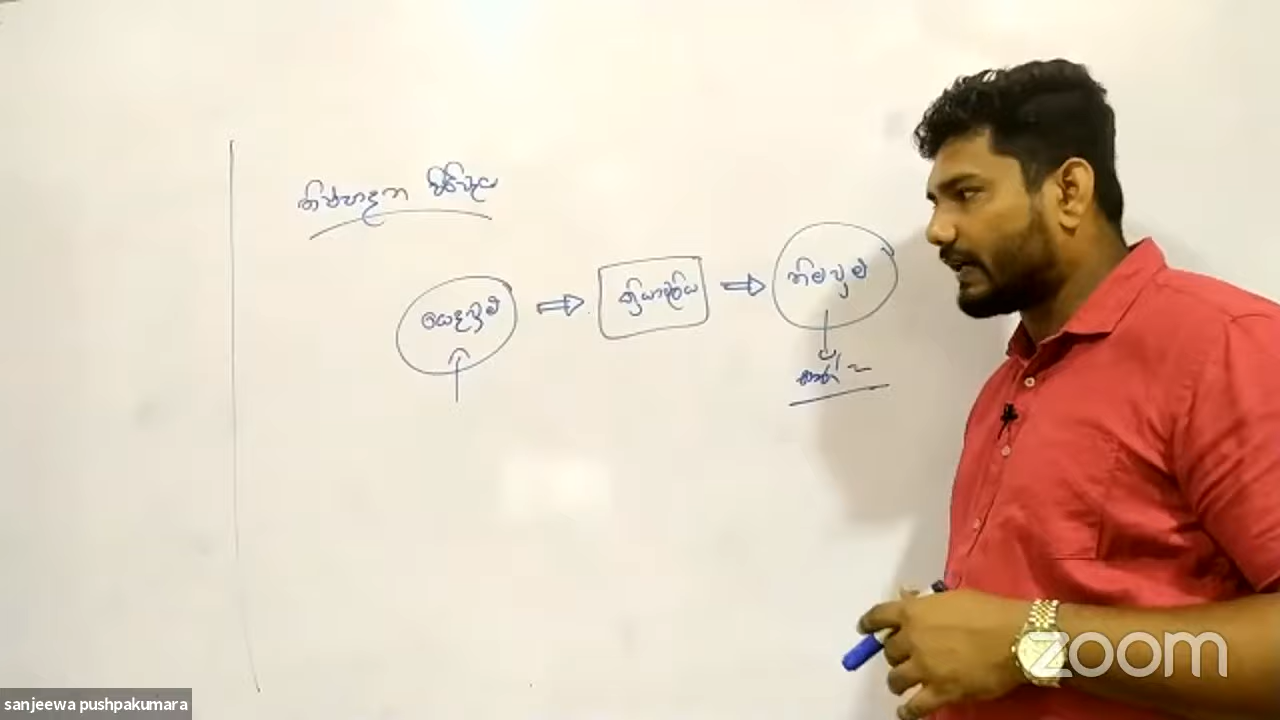 නිෂ්පාදන ක්‍රියාවලිය
යෙදවුම්
ක්‍රියාවලිය
නිමවුම්
භාණ්ඩ
zoom
sanjeewa pushpakumara